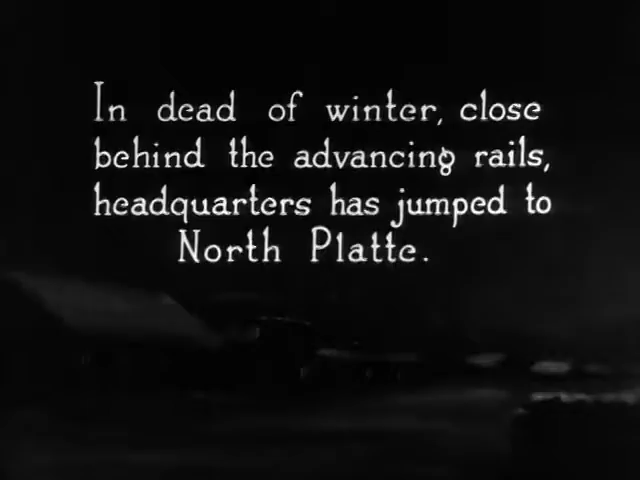 In dead of winter, close
behind the advancing rails,
headquarters has jumped to
North Platte.